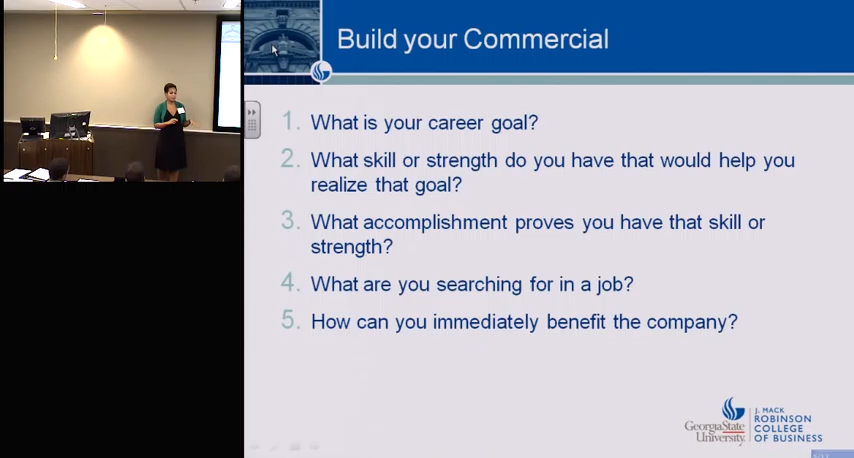 Build your Commercial
1. What is your career goal?
2. What skill or strength do you have that would help you
realize that goal?
3. What accomplishment proves you have that skill or
strength?
4. What are you searching for in a job?
5. How can you immediately benefit the company?
GeorgiaState
University
J. MACK
ROBINSON
COLLEGE
OF BUSINESS